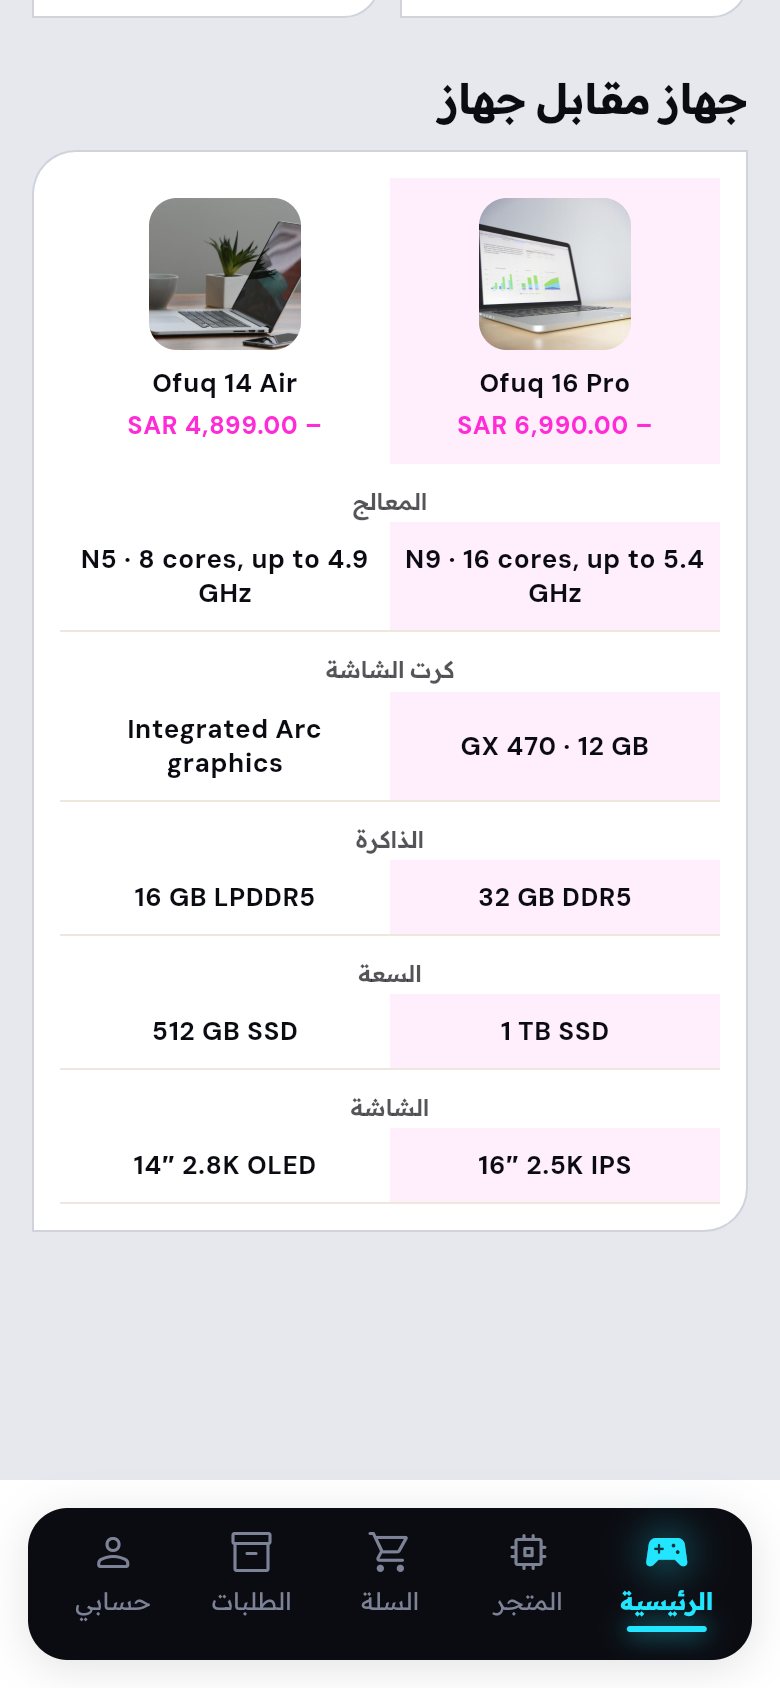 جهاز مقابل جهاز
Ofuq 16 Pro
SAR 6,990.00 –
Ofuq 14 Air
SAR 4,899.00 –
المعالج
N9 · 16 cores, up to 5.4
GHz
N5 · 8 cores, up to 4.9
GHz
كرت الشاشة
GX 470 · 12 GB
Integrated Arc
graphics
الذاكرة
32 GB DDR5
16 GB LPDDR5
السعة
1 TB SSD
512 GB SSD
الشاشة
16″ 2.5K IPS
14″ 2.8K OLED
الرئيسية
المتجر
السلة
الطلبات
حسابي